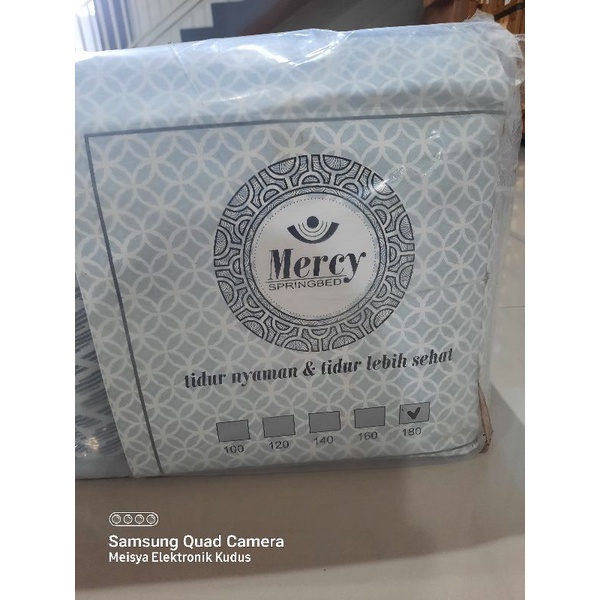 Mercy
SPRINGBED
tidur nyaman & tidur lebih sehat
100 120 140 160 180
Samsung Quad Camera
Meisya Elektronik Kudus